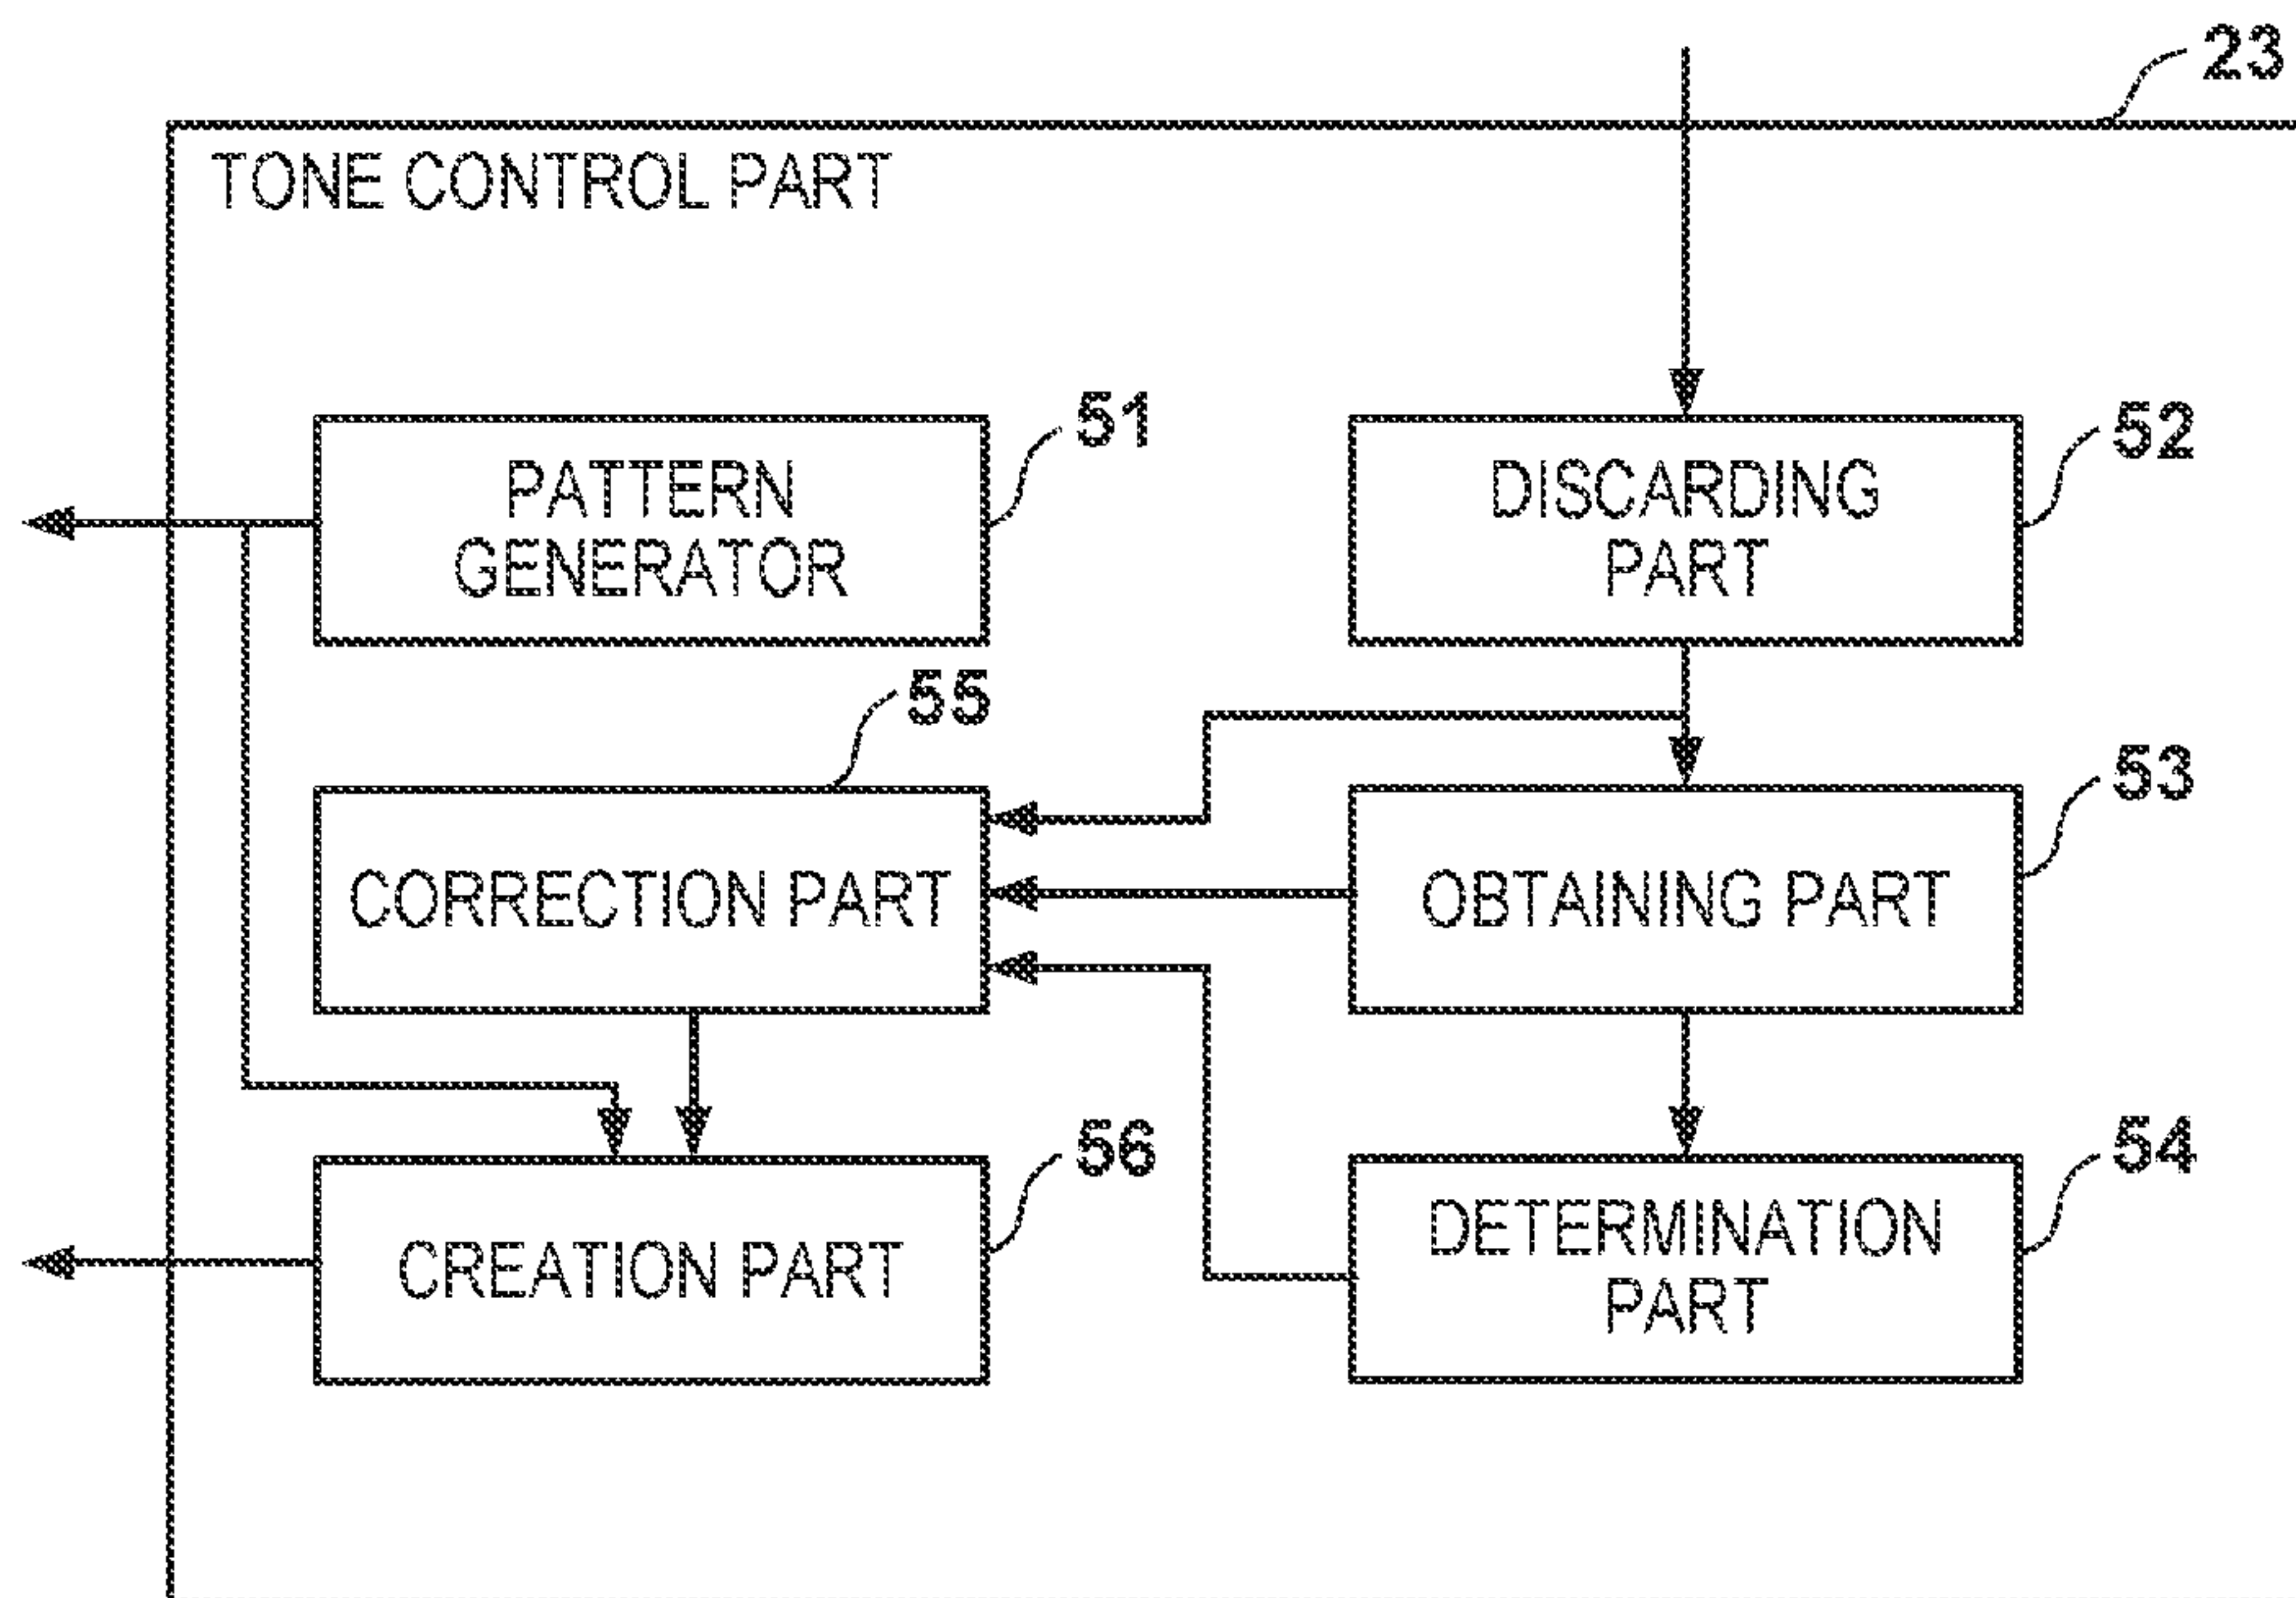 23
TONE CONTROL PART
51
PATTERN
GENERATOR
52
DISCARDING
PART
55
CORRECTION PART
53
OBTAINING PART
56
CREATION PART
54
DETERMINATION
PART